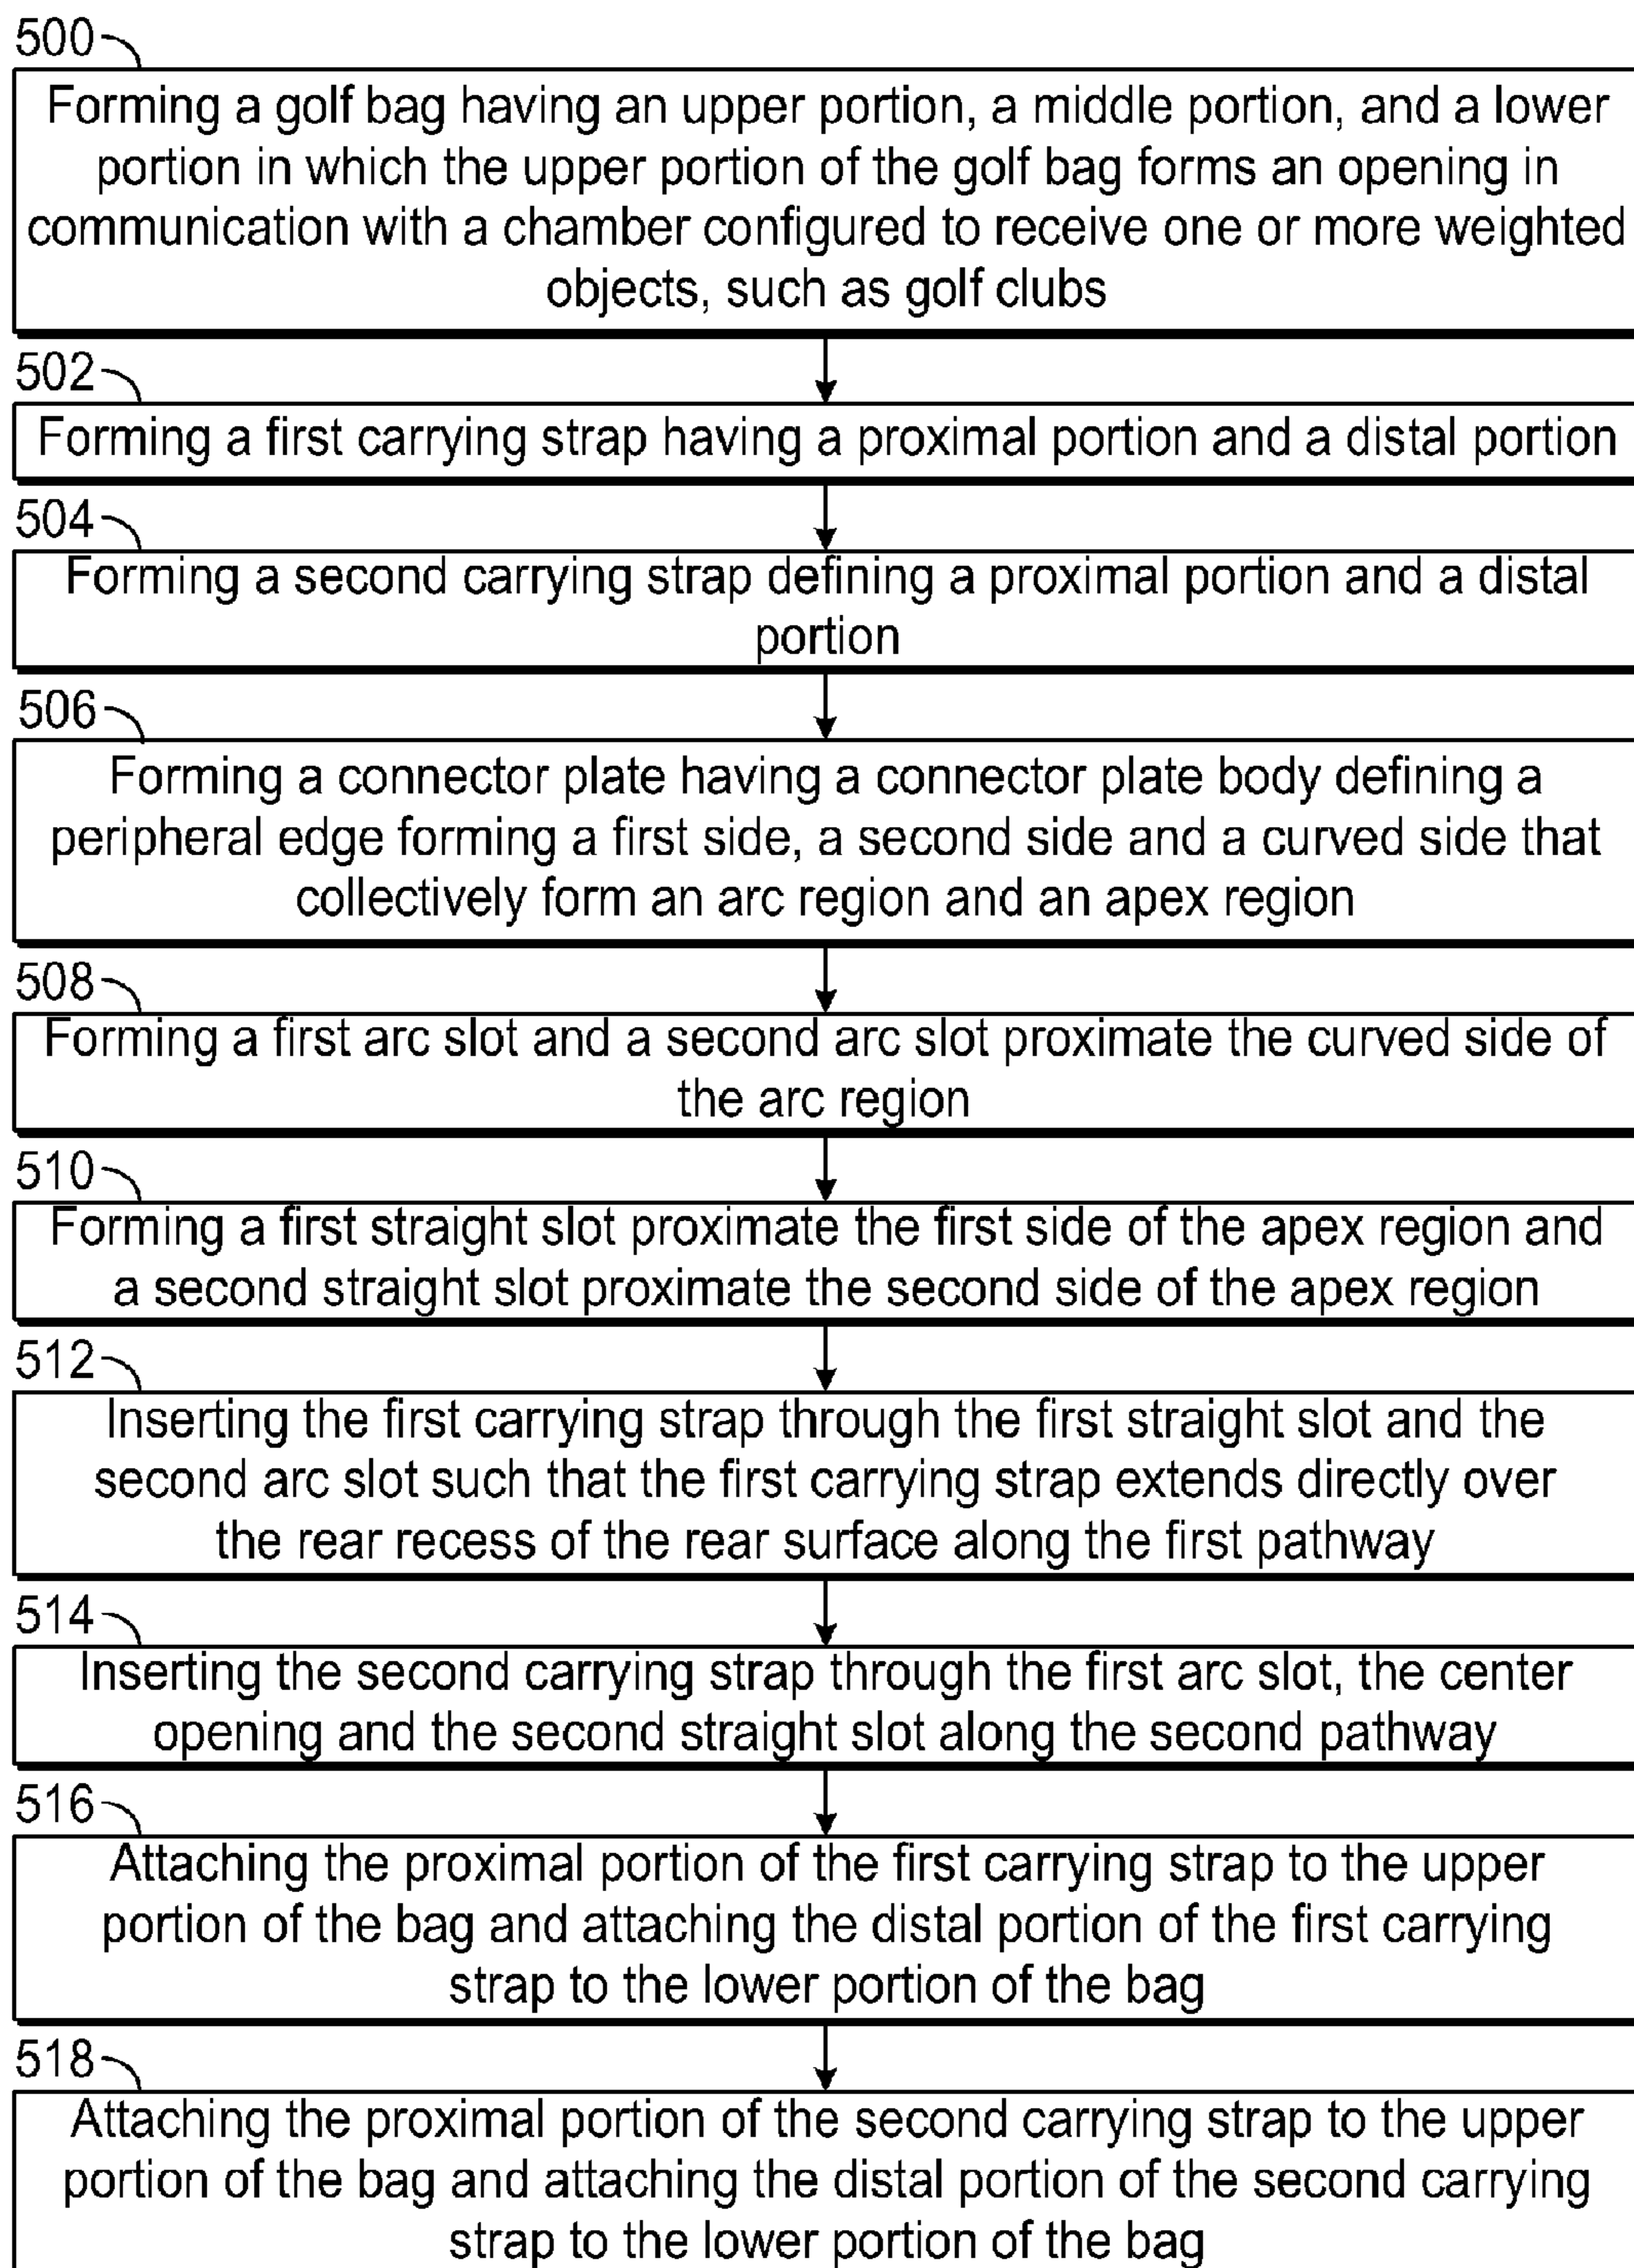 500
Forming a golf bag having an upper portion, a middle portion, and a lower
portion in which the upper portion of the golf bag forms an opening in
communication with a chamber configured to receive one or more weighted
objects, such as golf clubs
502
Forming a first carrying strap having a proximal portion and a distal portion
504
Forming a second carrying strap defining a proximal portion and a distal
portion
506
Forming a connector plate having a connector plate body defining a
peripheral edge forming a first side, a second side and a curved side that
collectively form an arc region and an apex region
508
Forming a first arc slot and a second arc slot proximate the curved side of
the arc region
510
Forming a first straight slot proximate the first side of the apex region and
a second straight slot proximate the second side of the apex region
512
Inserting the first carrying strap through the first straight slot and the
second arc slot such that the first carrying strap extends directly over
the rear recess of the rear surface along the first pathway
514
Inserting the second carrying strap through the first arc slot, the center
opening and the second straight slot along the second pathway
516
Attaching the proximal portion of the first carrying strap to the upper
portion of the bag and attaching the distal portion of the first carrying
strap to the lower portion of the bag
518
Attaching the proximal portion of the second carrying strap to the upper
portion of the bag and attaching the distal portion of the second carrying
strap to the lower portion of the bag